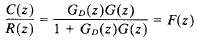 C(z)/R(z) = G_D(z)G(z)/(1 + G_D(z)G(z)) = F(z)